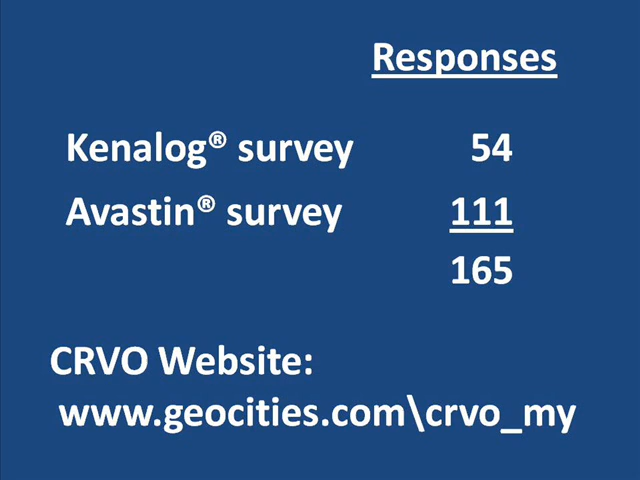 Responses
Kenalog® survey 54
Avastin® survey 111
165
CRVO Website:
www.geocities.com\crvo_my